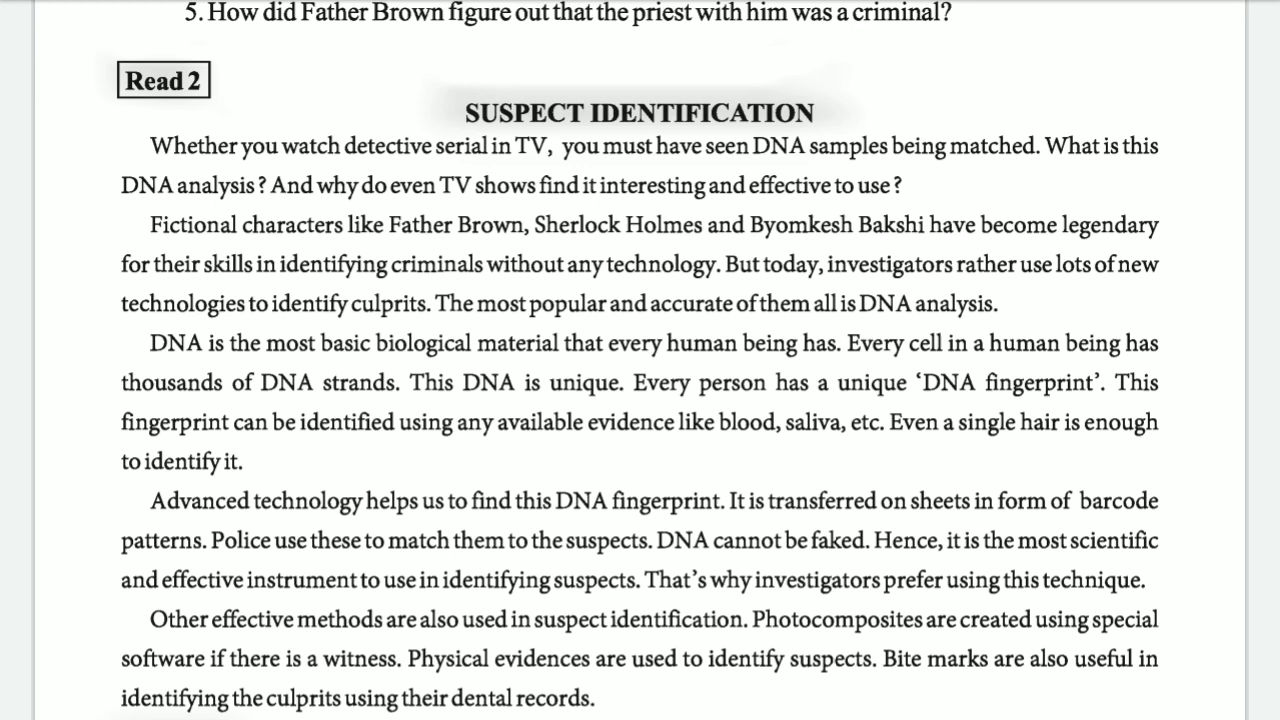 5. How did Father Brown figure out that the priest with him was a criminal?
Read 2
SUSPECT IDENTIFICATION
Whether you watch detective serial in TV, you must have seen DNA samples being matched. What is this
DNA analysis ? And why do even TV shows find it interesting and effective to use ?
Fictional characters like Father Brown, Sherlock Holmes and Byomkesh Bakshi have become legendary
for their skills in identifying criminals without any technology. But today, investigators rather use lots of new
technologies to identify culprits. The most popular and accurate of them all is DNA analysis.
DNA is the most basic biological material that every human being has. Every cell in a human being has
thousands of DNA strands. This DNA is unique. Every person has a unique ‘DNA fingerprint’. This
fingerprint can be identified using any available evidence like blood, saliva, etc. Even a single hair is enough
to identify it.
Advanced technology helps us to find this DNA fingerprint. It is transferred on sheets in form of barcode
patterns. Police use these to match them to the suspects. DNA cannot be faked. Hence, it is the most scientific
and effective instrument to use in identifying suspects. That’s why investigators prefer using this technique.
Other effective methods are also used in suspect identification. Photocomposites are created using special
software if there is a witness. Physical evidences are used to identify suspects. Bite marks are also useful in
identifying the culprits using their dental records.